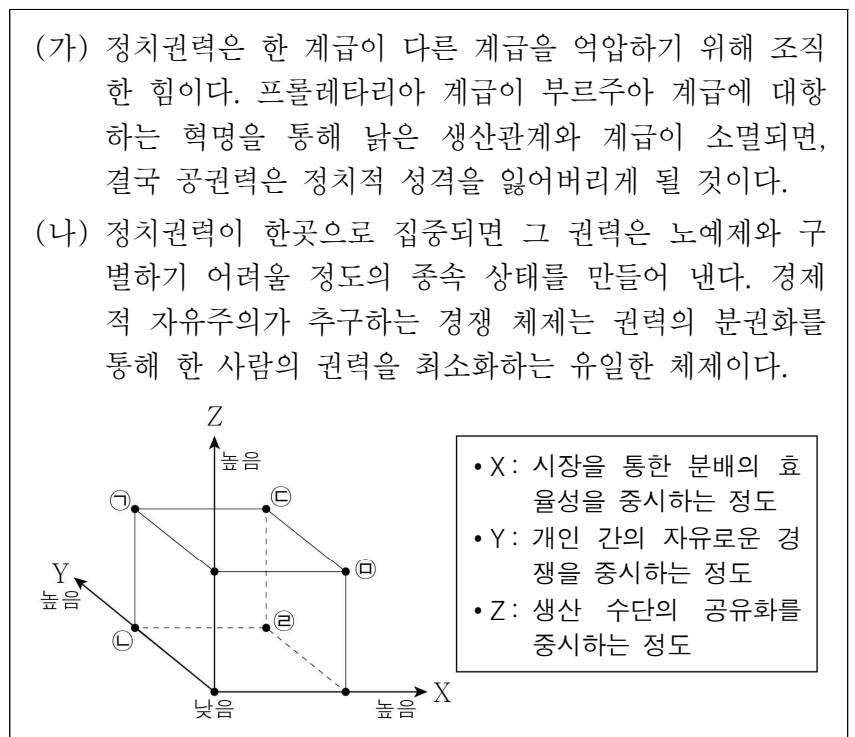 (가) 정치권력은 한 계급이 다른 계급을 억압하기 위해 조직
한 힘이다. 프롤레타리아 계급이 부르주아 계급에 대항
하는 혁명을 통해 낡은 생산관계와 계급이 소멸되면,
결국 공권력은 정치적 성격을 잃어버리게 될 것이다.
(나) 정치권력이 한곳으로 집중되면 그 권력은 노예제와 구
별하기 어려울 정도의 종속 상태를 만들어 낸다. 경제
적 자유주의가 추구하는 경쟁 체제는 권력의 분권화를
통해 한 사람의 권력을 최소화하는 유일한 체제이다.
Z
높음
㉠
㉢
Y
높음
㉤
㉡
㉣
낮음
높음
X
• X: 시장을 통한 분배의 효
율성을 중시하는 정도
• Y: 개인 간의 자유로운 경
쟁을 중시하는 정도
• Z: 생산 수단의 공유화를
중시하는 정도